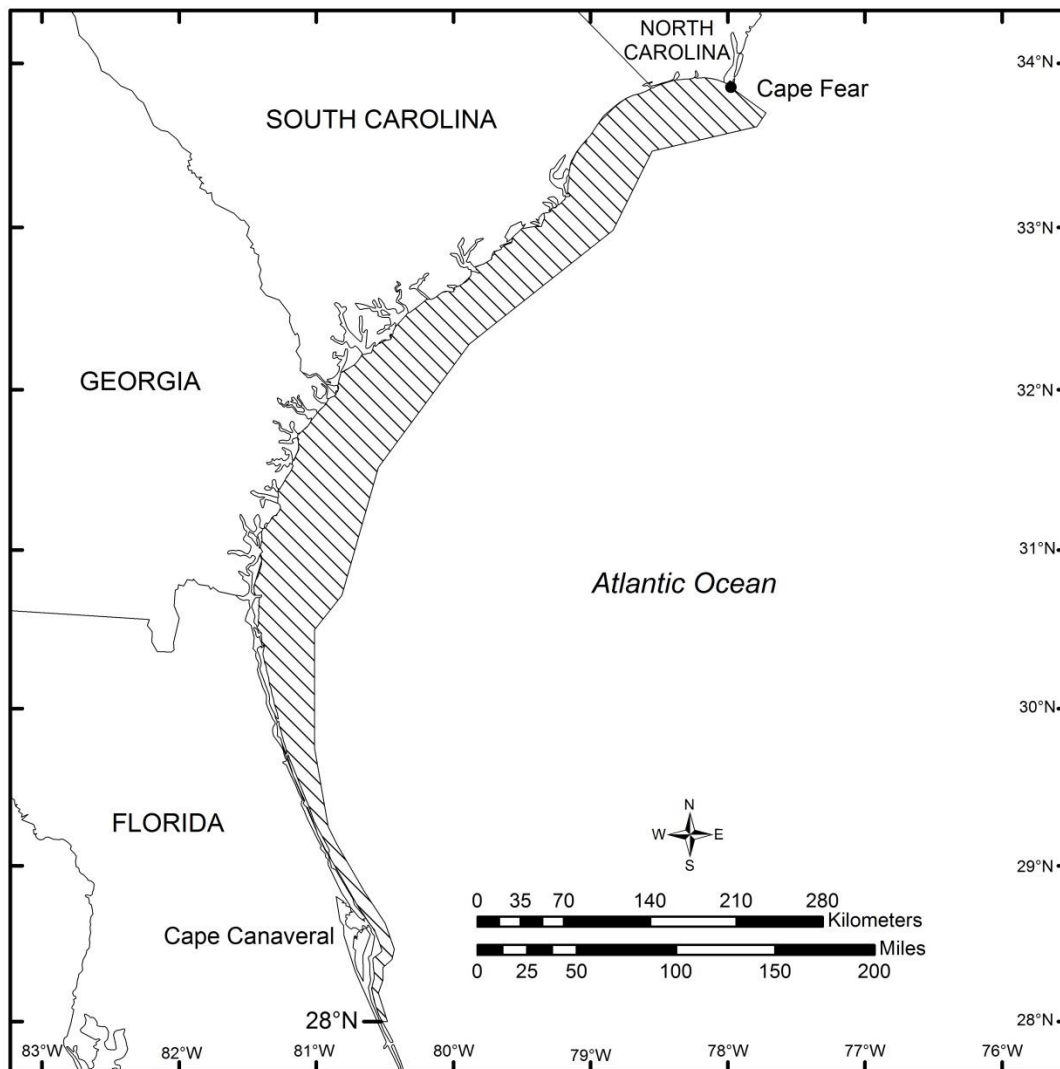 NORTH
CAROLINA
34°N
Cape Fear
SOUTH CAROLINA
33°N
GEORGIA
32°N
31°N
Atlantic Ocean
30°N
FLORIDA
N
W E
S
29°N
0 35 70 140 210 280
Kilometers
Cape Canaveral
Miles
0 25 50 100 150 200
28°N
28°N
83°W 82°W 81°W 80°W 79°W 78°W 77°W 76°W